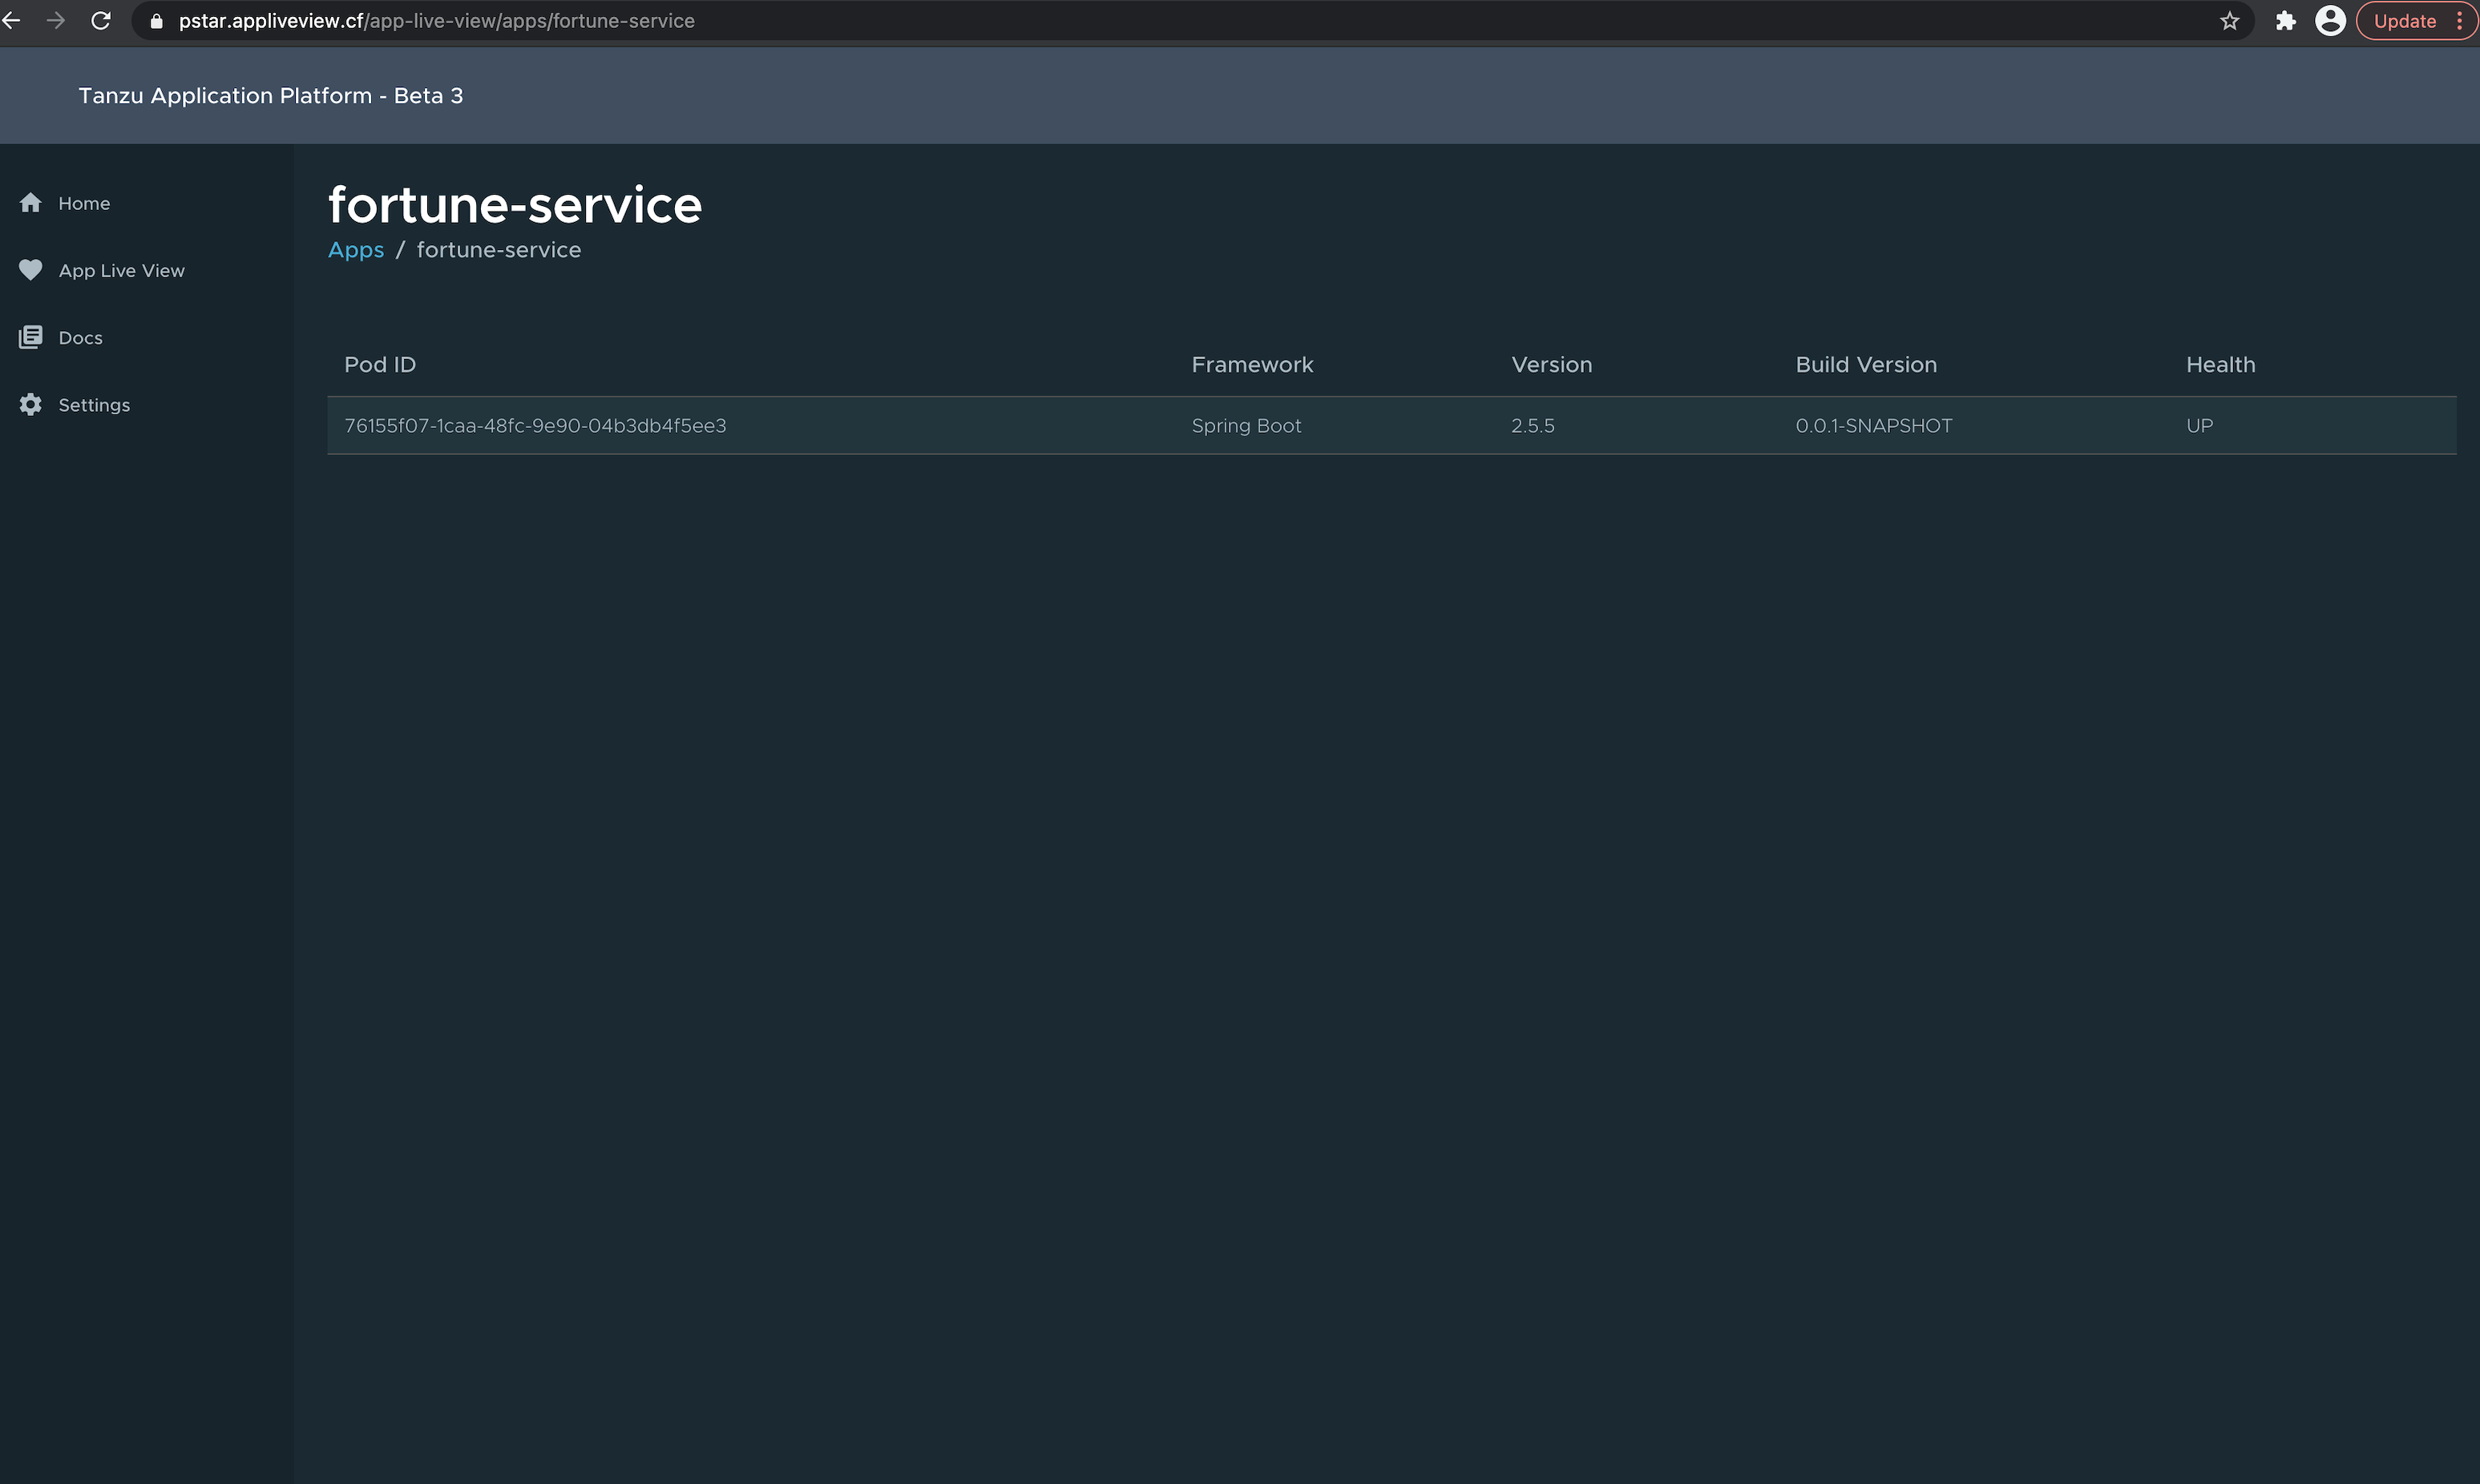 pstar.appliveview.cf/app-live-view/apps/fortune-service
Update
Tanzu Application Platform - Beta 3
Home
App Live View
Docs
Settings
fortune-service
Apps / fortune-service
Pod ID Framework Version Build Version Health
76155f07-1caa-48fc-9e90-04b3db4f5ee3 Spring Boot 2.5.5 0.0.1-SNAPSHOT UP